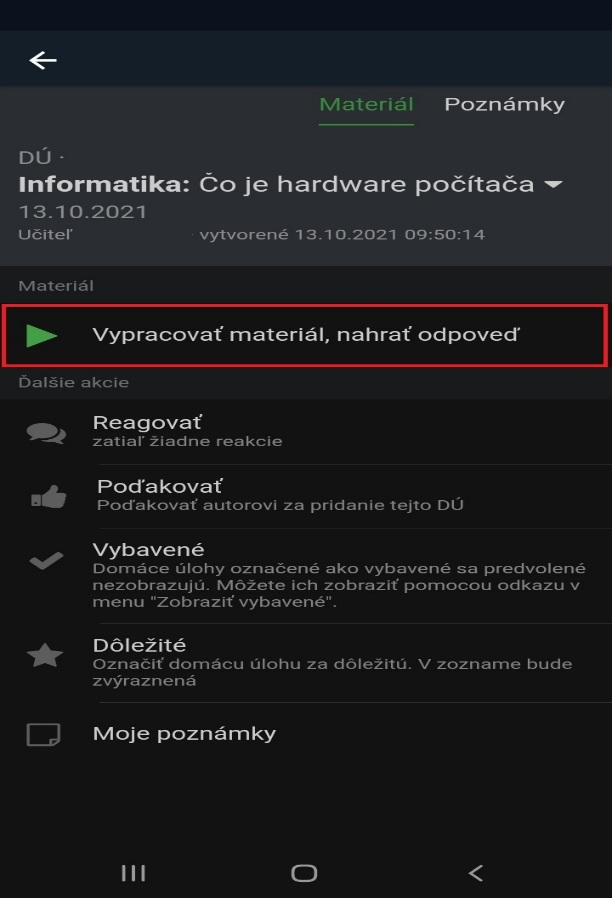 Materiál Poznámky
DÚ ·
Informatika: Čo je hardware počítača
13.10.2021
Učiteľ · vytvorené 13.10.2021 09:50:14
Materiál
Vypracovať materiál, nahrať odpoveď
Ďalšie akcie
Reagovať
zatiaľ žiadne reakcie
Poďakovať
Poďakovať autorovi za pridanie tejto DÚ
Vybavené
Domáce úlohy označené ako vybavené sa predvolené
nezobrazujú. Môžete ich zobraziť pomocou odkazu v
menu "Zobraziť vybavené".
Dôležité
Označiť domácu úlohu za dôležitú. V zozname bude
zvýraznená
Moje poznámky